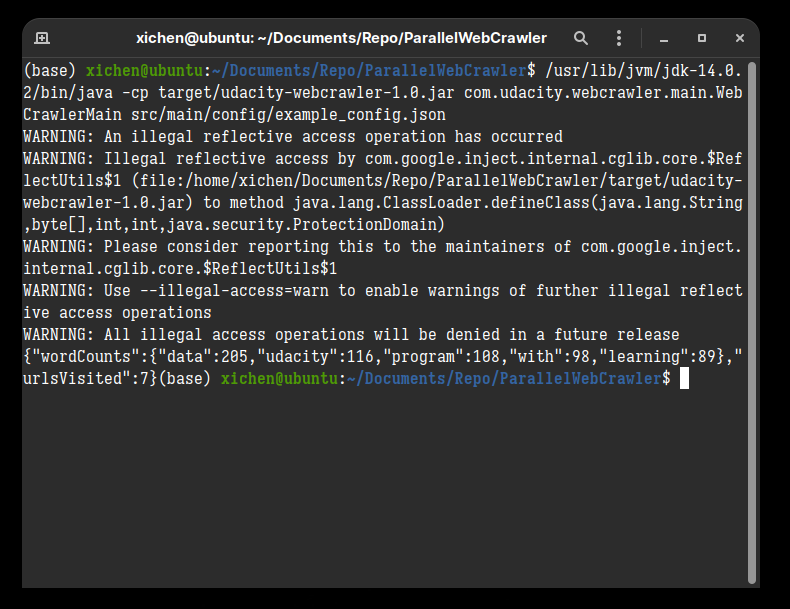 xichen@ubuntu: ~/Documents/Repo/ParallelWebCrawler
(base) xichen@ubuntu:~/Documents/Repo/ParallelWebCrawler$ /usr/lib/jvm/jdk-14.0.
2/bin/java -cp target/udacity-webcrawler-1.0.jar com.udacity.webcrawler.main.Web
CrawlerMain src/main/config/example_config.json
WARNING: An illegal reflective access operation has occurred
WARNING: Illegal reflective access by com.google.inject.internal.cglib.core.$Ref
lectUtils$1 (file:/home/xichen/Documents/Repo/ParallelWebCrawler/target/udacity-
webcrawler-1.0.jar) to method java.lang.ClassLoader.defineClass(java.lang.String
,byte[],int,int,java.security.ProtectionDomain)
WARNING: Please consider reporting this to the maintainers of com.google.inject.
internal.cglib.core.$ReflectUtils$1
WARNING: Use --illegal-access=warn to enable warnings of further illegal reflect
ive access operations
WARNING: All illegal access operations will be denied in a future release
{"wordCounts":{"data":205,"udacity":116,"program":108,"with":98,"learning":89},"
urlsVisited":7}(base) xichen@ubuntu:~/Documents/Repo/ParallelWebCrawler$